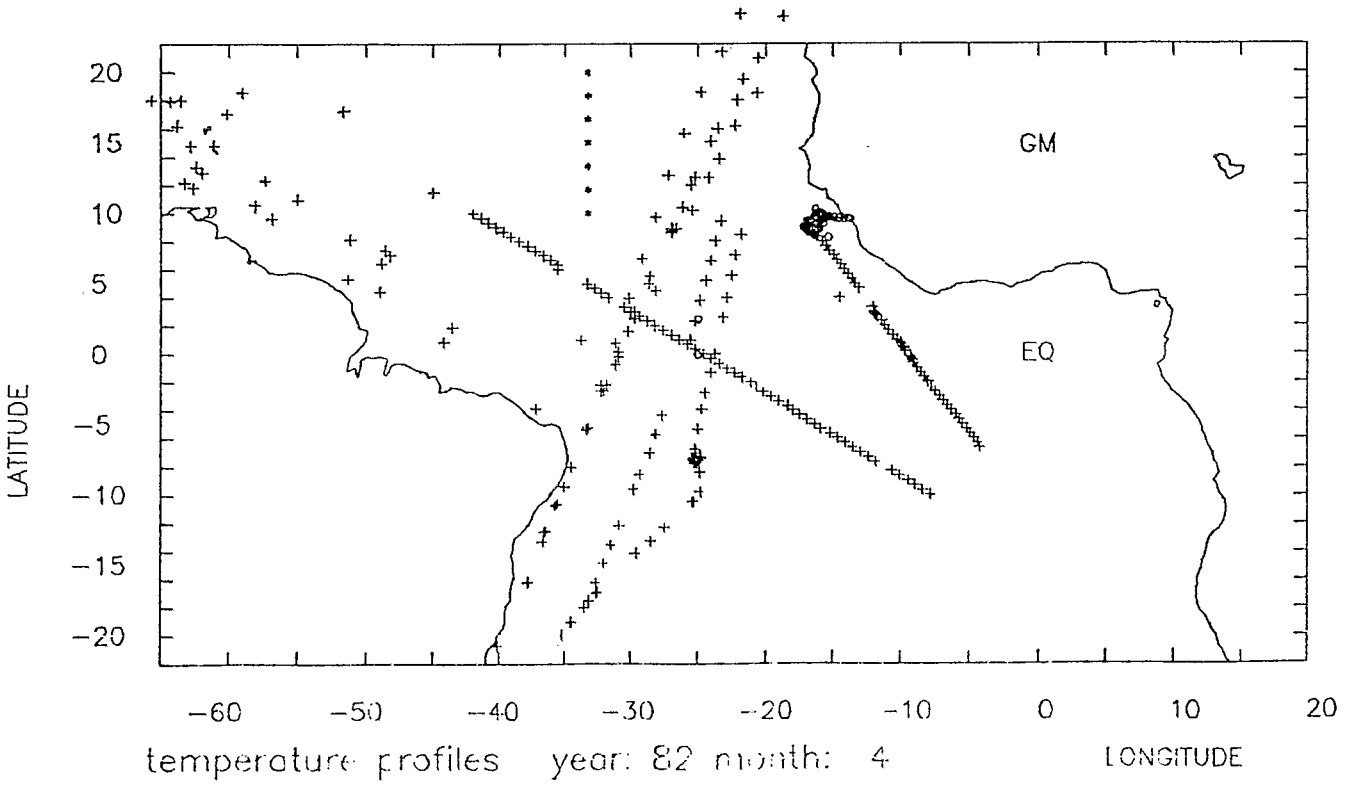 20
15
GM
10
5
0
EQ
LATITUDE
−5
−10
−15
−20
−60 −50 −40 −30 −20 −10 0 10 20
temperature profiles year: 82 month: 4 LONGITUDE